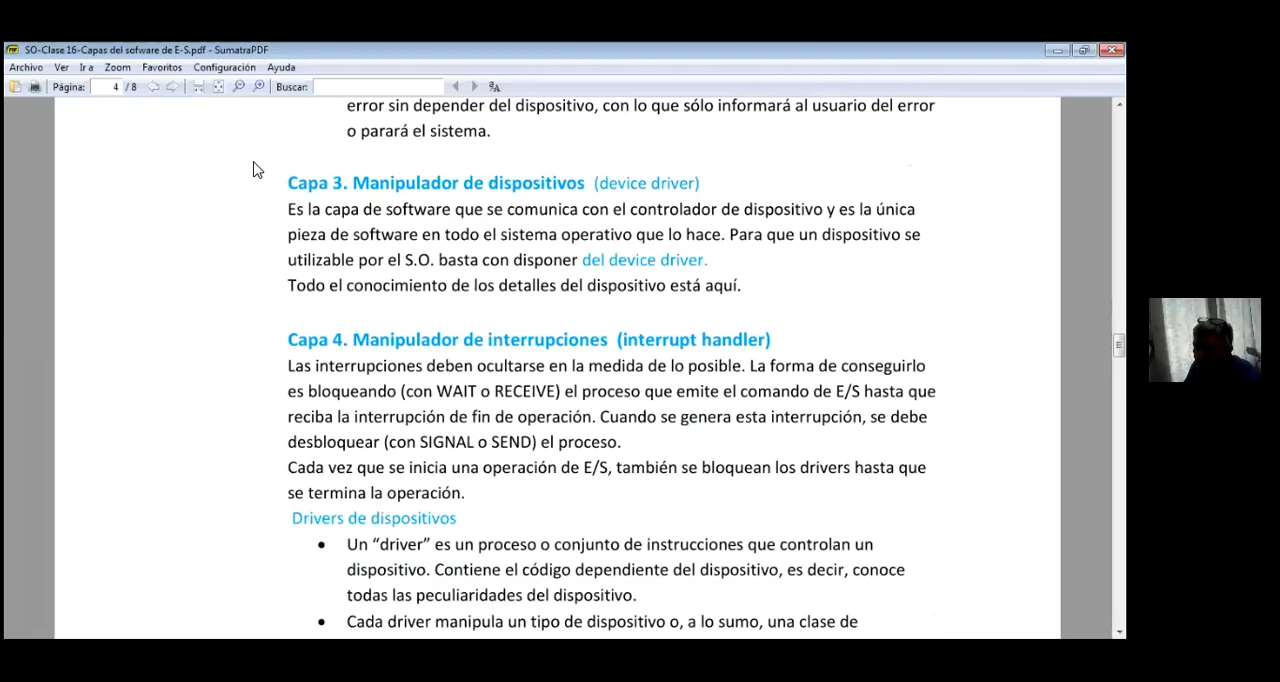 SO-Clase 16-Capas del sofware de E-S.pdf - SumatraPDF
Archivo Ver Ir a Zoom Favoritos Configuración Ayuda
Página: 4 / 8 Buscar:
error sin depender del dispositivo, con lo que sólo informará al usuario del error
o parará el sistema.
Capa 3. Manipulador de dispositivos (device driver)
Es la capa de software que se comunica con el controlador de dispositivo y es la única
pieza de software en todo el sistema operativo que lo hace. Para que un dispositivo se
utilizable por el S.O. basta con disponer del device driver.
Todo el conocimiento de los detalles del dispositivo está aquí.
Capa 4. Manipulador de interrupciones (interrupt handler)
Las interrupciones deben ocultarse en la medida de lo posible. La forma de conseguirlo
es bloqueando (con WAIT o RECEIVE) el proceso que emite el comando de E/S hasta que
reciba la interrupción de fin de operación. Cuando se genera esta interrupción, se debe
desbloquear (con SIGNAL o SEND) el proceso.
Cada vez que se inicia una operación de E/S, también se bloquean los drivers hasta que
se termina la operación.
Drivers de dispositivos
• Un “driver” es un proceso o conjunto de instrucciones que controlan un
dispositivo. Contiene el código dependiente del dispositivo, es decir, conoce
todas las peculiaridades del dispositivo.
• Cada driver manipula un tipo de dispositivo o, a lo sumo, una clase de